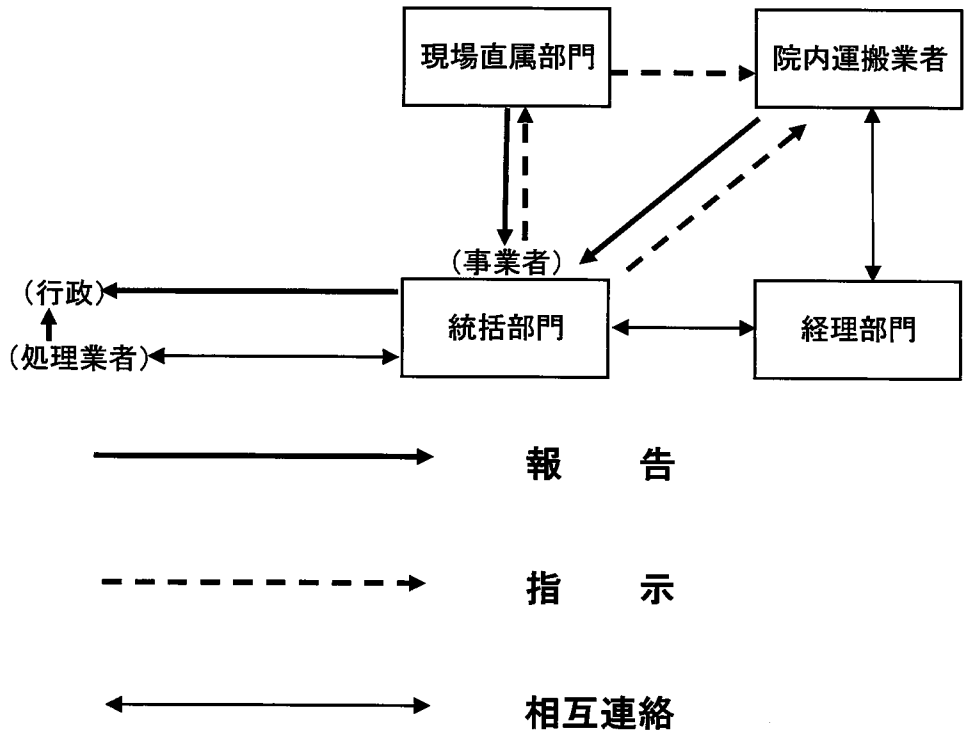 現場直属部門
院内運搬業者
(事業者)
(行政)
統括部門
経理部門
(処理業者)
報 告
指 示
相互連絡